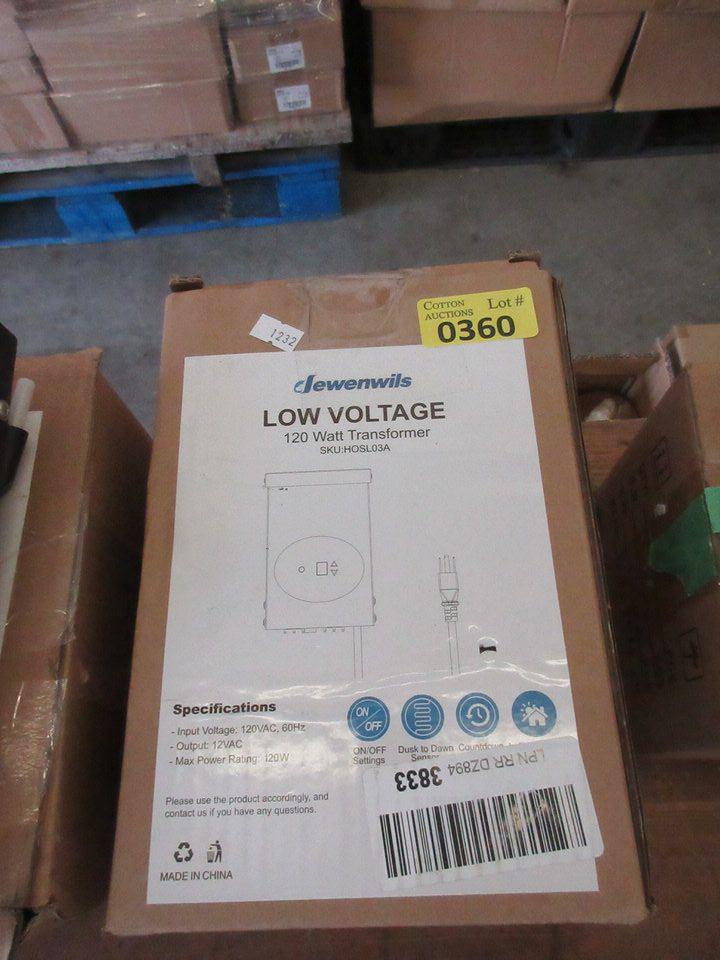 COTTON AUCTIONS Lot #
0360
1232
Dewenwils
LOW VOLTAGE
120 Watt Transformer
SKU:HOSL03A
Specifications
- Input Voltage: 120VAC, 60Hz
- Output: 12VAC
- Max Power Rating: 120W
ON/OFF
ON/OFF Settings
Dusk to Dawn Sensor
Countdown
Please use the product accordingly, and
contact us if you have any questions.
LPN RR DZ894 3833
MADE IN CHINA